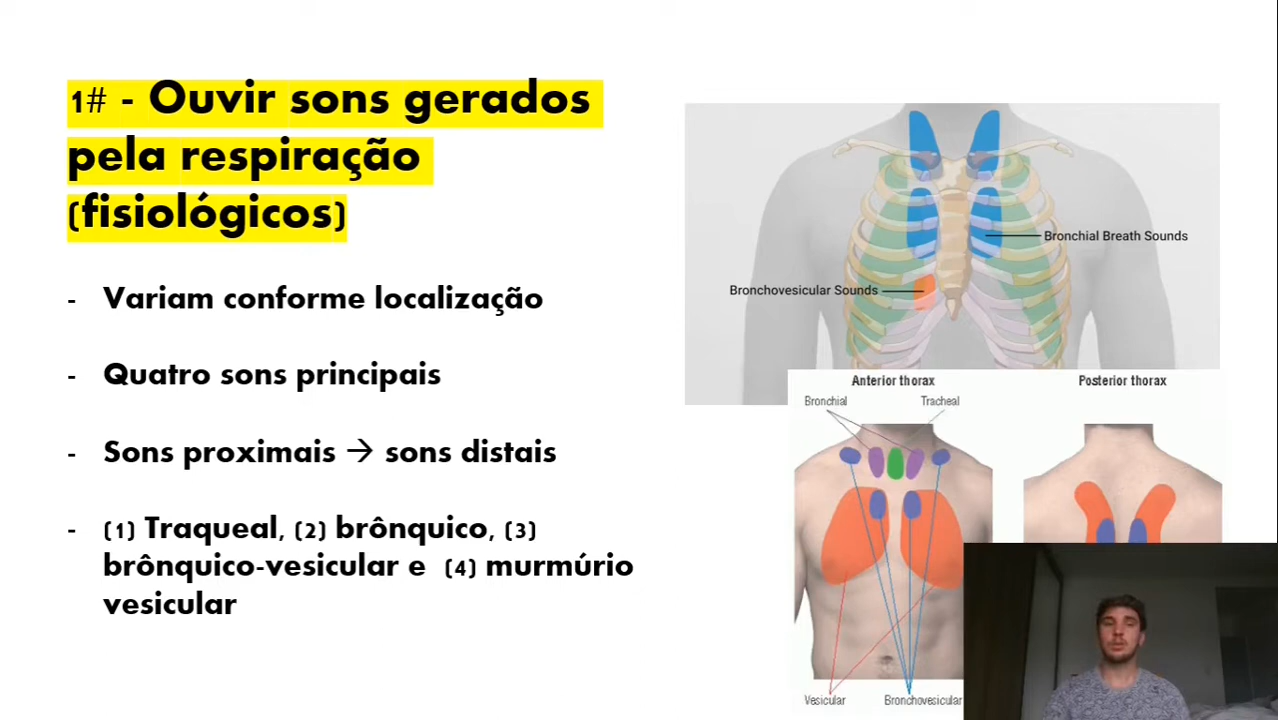 1# - Ouvir sons gerados
pela respiração
(fisiológicos)
- Variam conforme localização
- Quatro sons principais
- Sons proximais → sons distais
- (1) Traqueal, (2) brônquico, (3)
brônquico-vesicular e (4) murmúrio
vesicular
Bronchial Breath Sounds
Bronchovesicular Sounds
Anterior thorax
Posterior thorax
Bronchial
Tracheal
Vesicular
Bronchovesicular